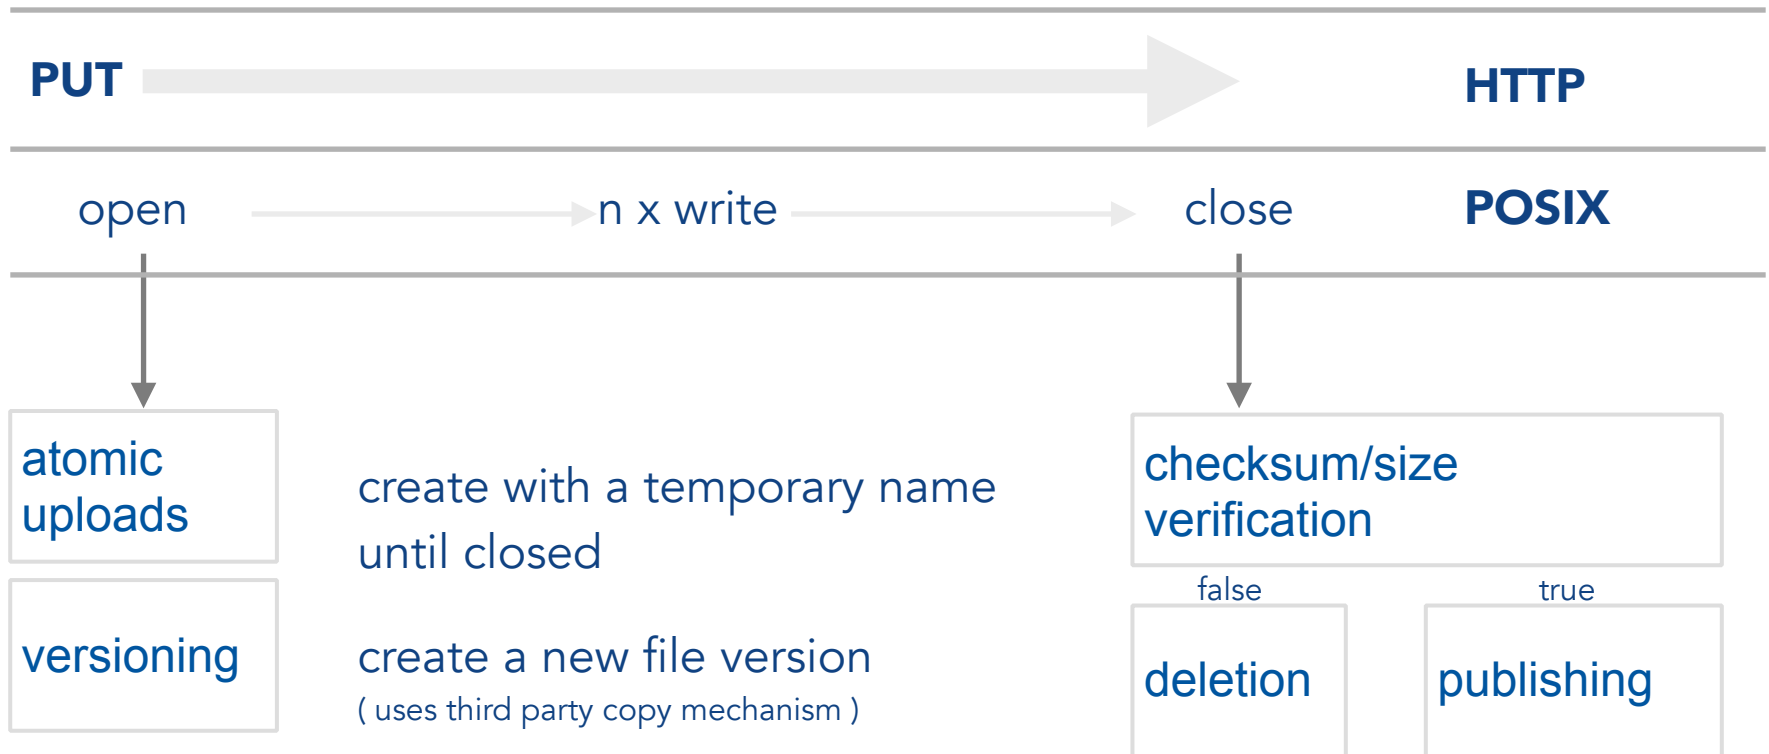 PUT
HTTP
open
n x write
close
POSIX
atomic
uploads
create with a temporary name
until closed
checksum/size
verification
false
true
versioning
create a new file version
( uses third party copy mechanism )
deletion
publishing